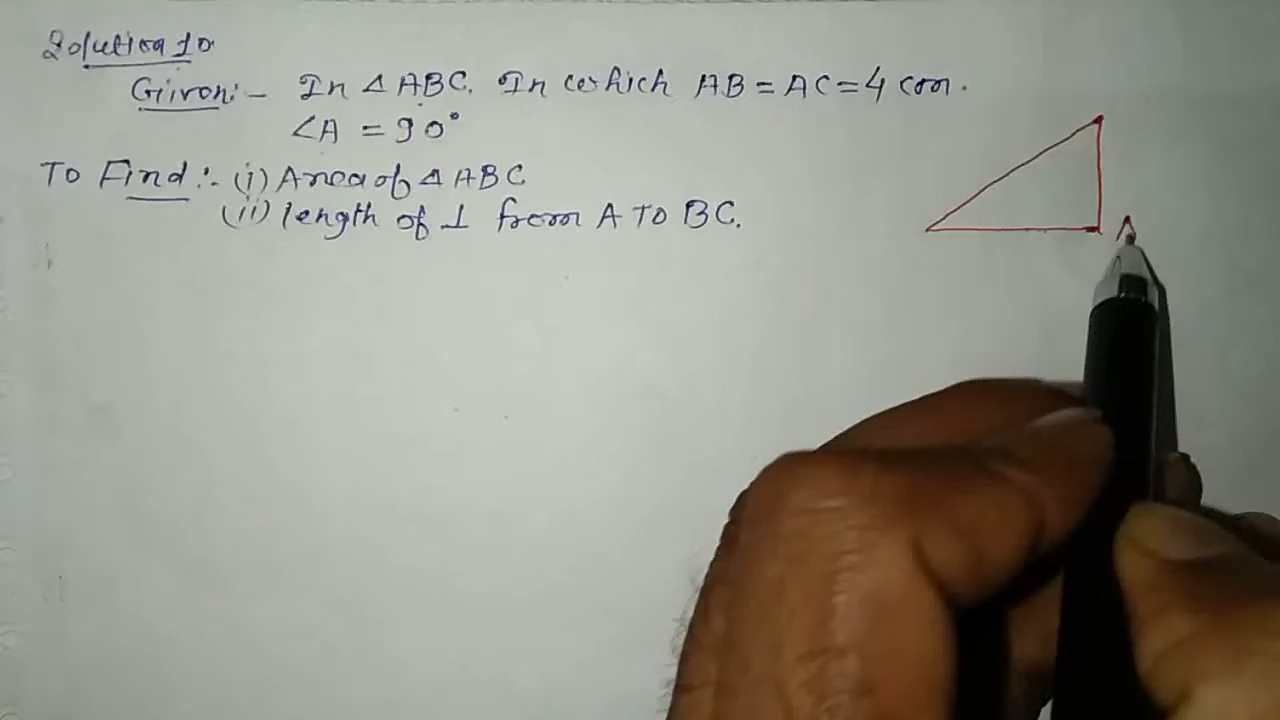 Solution 10
Given:- In △ ABC. In which AB = AC = 4 cm.
∠A = 90°
To Find :- (i) Area of △ ABC
(ii) length of ⊥ from A To BC.
A